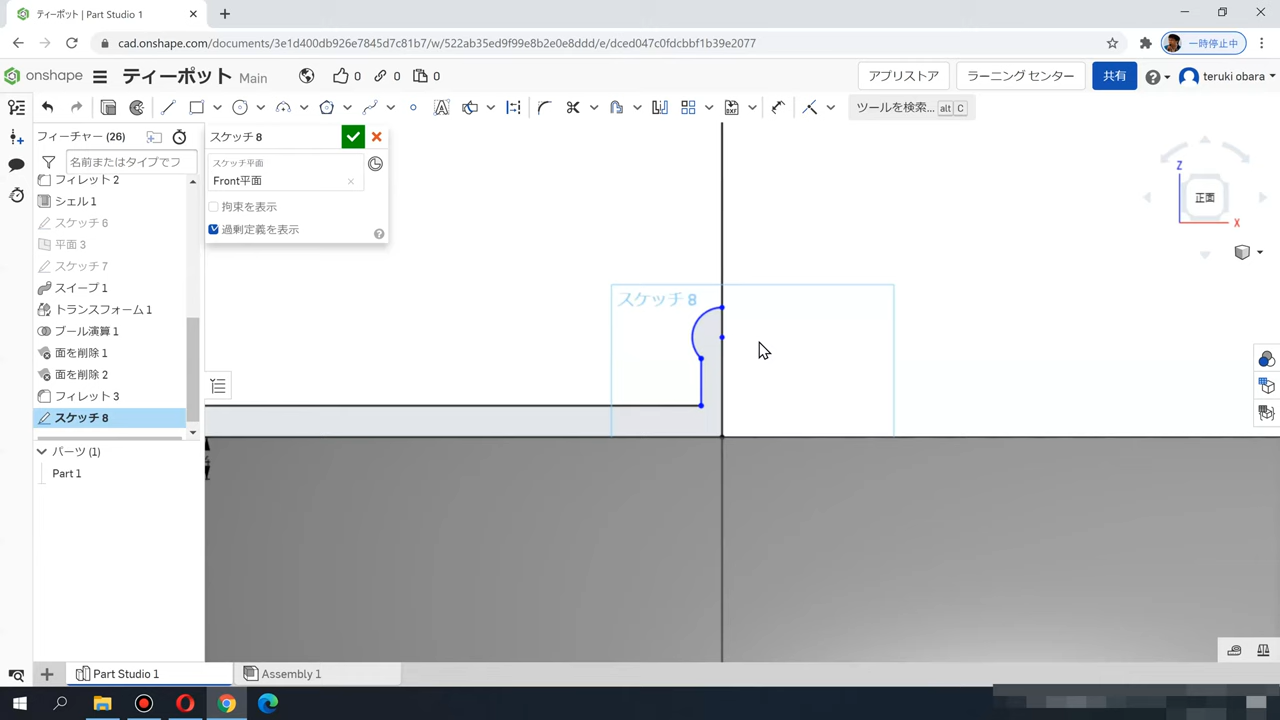 ティーポット | Part Studio 1
cad.onshape.com/documents/3e1d400db926e7845d7c81b7/w/522b35ee969f9e8b2e0e8ddd/e/dced047c0fdcbbf1b39e2077
一時停止中
onshape
ティーポット Main
0
0
0
アプリストア
ラーニング センター
共有
teruki obara
ツールを検索... alt C
フィーチャー (26)
名前またはタイプでフ
フィレット 2
シェル 1
スケッチ 6
平面 3
スケッチ 7
スイープ 1
トランスフォーム 1
ブール演算 1
面を削除 1
面を削除 2
フィレット 3
スケッチ 8
パーツ (1)
Part 1
スケッチ 8
スケッチ平面
Front平面
拘束を表示
過剰定義を表示
スケッチ 8
Z
正面
X
Part Studio 1
Assembly 1